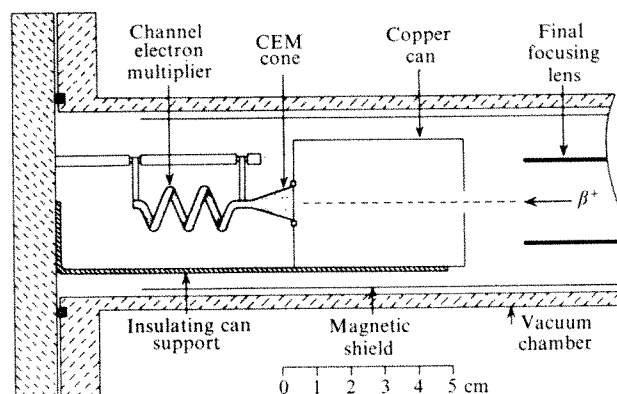 Channel
electron
multiplier
CEM
cone
Copper
can
Final
focusing
lens
β⁺
Insulating can
support
Magnetic
shield
Vacuum
chamber
0 1 2 3 4 5 cm